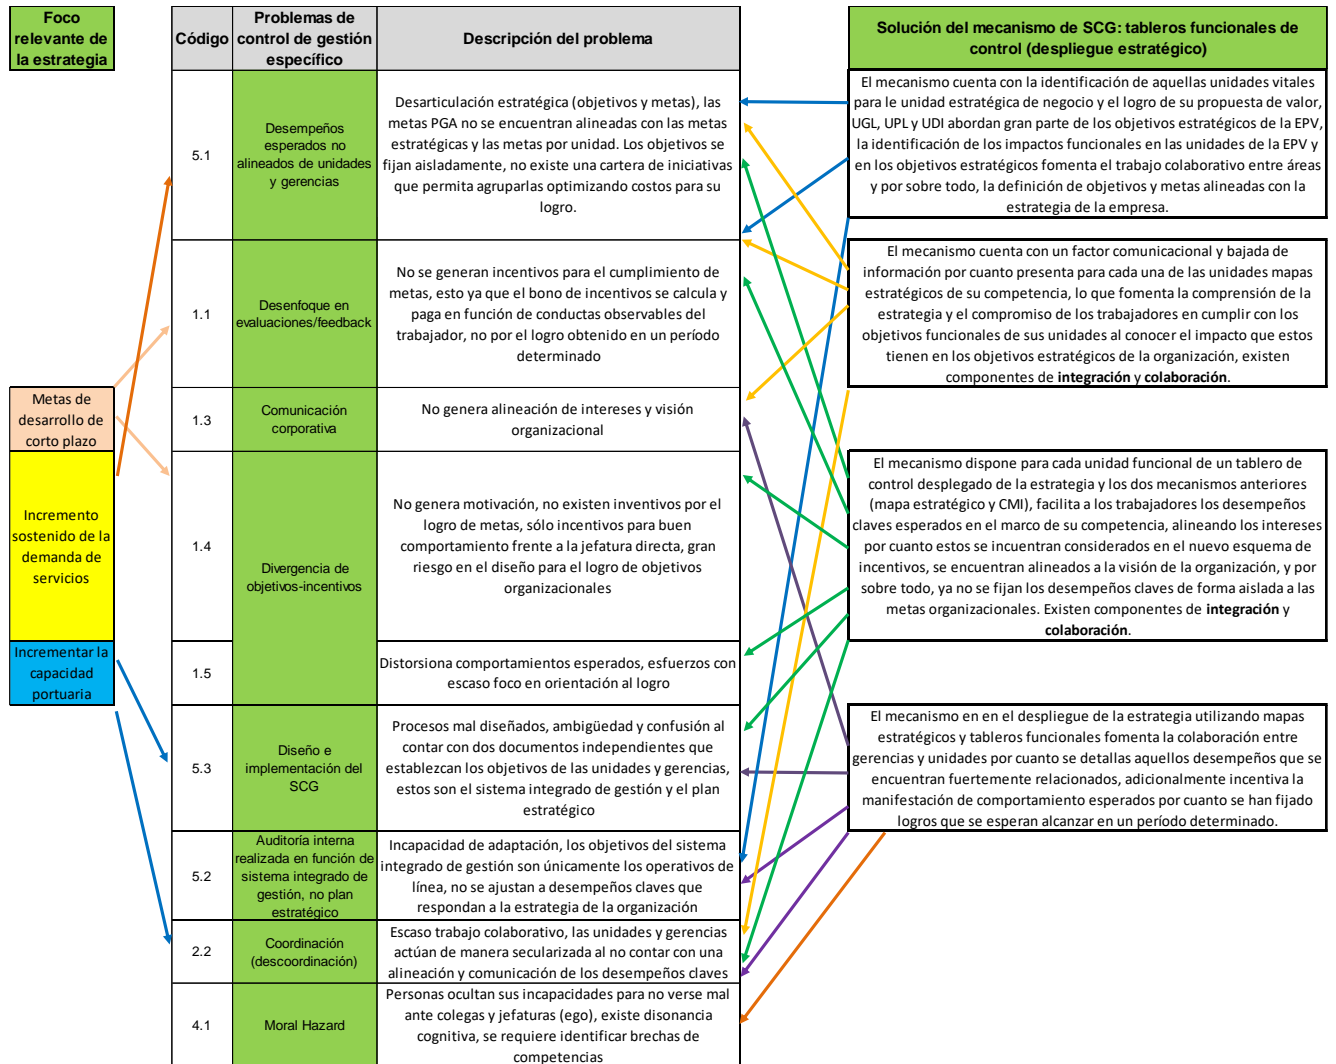 Foco
relevante de
la estrategia
Metas de
desarrollo de
corto plazo
Incremento
sostenido de la
demanda de
servicios
Incrementar la
capacidad
portuaria
Código
Problemas de
control de gestión
específico
Descripción del problema
5.1
Desempeños
esperados no
alineados de unidades
y gerencias
Desarticulación estratégica (objetivos y metas), las
metas PGA no se encuentran alineadas con las metas
estratégicas y las metas por unidad. Los objetivos se
fijan aisladamente, no existe una cartera de iniciativas
que permita agruparlas optimizando costos para su
logro.
1.1
Desenfoque en
evaluaciones/feedback
No se generan incentivos para el cumplimiento de
metas, esto ya que el bono de incentivos se calcula y
paga en función de conductas observables del
trabajador, no por el logro obtenido en un período
determinado
1.3
Comunicación
corporativa
No genera alineación de intereses y visión
organizacional
1.4
Divergencia de
objetivos-incentivos
No genera motivación, no existen inventivos por el
logro de metas, sólo incentivos para buen
comportamiento frente a la jefatura directa, gran
riesgo en el diseño para el logro de objetivos
organizacionales
1.5
Distorsiona comportamientos esperados, esfuerzos con
escaso foco en orientación al logro
5.3
Diseño e
implementación del
SCG
Procesos mal diseñados, ambigüedad y confusión al
contar con dos documentos independientes que
establezcan los objetivos de las unidades y gerencias,
estos son el sistema integrado de gestión y el plan
estratégico
5.2
Auditoría interna
realizada en función de
sistema integrado de
gestión, no plan
estratégico
Incapacidad de adaptación, los objetivos del sistema
integrado de gestión son únicamente los operativos de
línea, no se ajustan a desempeños claves que
respondan a la estrategia de la organización
2.2
Coordinación
(descoordinación)
Escaso trabajo colaborativo, las unidades y gerencias
actúan de manera secularizada al no contar con una
alineación y comunicación de los desempeños claves
4.1
Moral Hazard
Personas ocultan sus incapacidades para no verse mal
ante colegas y jefaturas (ego), existe disonancia
cognitiva, se requiere identificar brechas de
competencias
Solución del mecanismo de SCG: tableros funcionales de
control (despliegue estratégico)
El mecanismo cuenta con la identificación de aquellas unidades vitales
para le unidad estratégica de negocio y el logro de su propuesta de valor,
UGL, UPL y UDI abordan gran parte de los objetivos estratégicos de la EPV,
la identificación de los impactos funcionales en las unidades de la EPV y
en los objetivos estratégicos fomenta el trabajo colaborativo entre áreas
y por sobre todo, la definición de objetivos y metas alineadas con la
estrategia de la empresa.
El mecanismo cuenta con un factor comunicacional y bajada de
información por cuanto presenta para cada una de las unidades mapas
estratégicos de su competencia, lo que fomenta la comprensión de la
estrategia y el compromiso de los trabajadores en cumplir con los
objetivos funcionales de sus unidades al conocer el impacto que estos
tienen en los objetivos estratégicos de la organización, existen
componentes de integración y colaboración.
El mecanismo dispone para cada unidad funcional de un tablero de
control desplegado de la estrategia y los dos mecanismos anteriores
(mapa estratégico y CMI), facilita a los trabajadores los desempeños
claves esperados en el marco de su competencia, alineando los intereses
por cuanto estos se incuentran considerados en el nuevo esquema de
incentivos, se encuentran alineados a la visión de la organización, y por
sobre todo, ya no se fijan los desempeños claves de forma aislada a las
metas organizacionales. Existen componentes de integración y
colaboración.
El mecanismo en en el despliegue de la estrategia utilizando mapas
estratégicos y tableros funcionales fomenta la colaboración entre
gerencias y unidades por cuanto se detallas aquellos desempeños que se
encuentran fuertemente relacionados, adicionalmente incentiva la
manifestación de comportamiento esperados por cuanto se han fijado
logros que se esperan alcanzar en un período determinado.